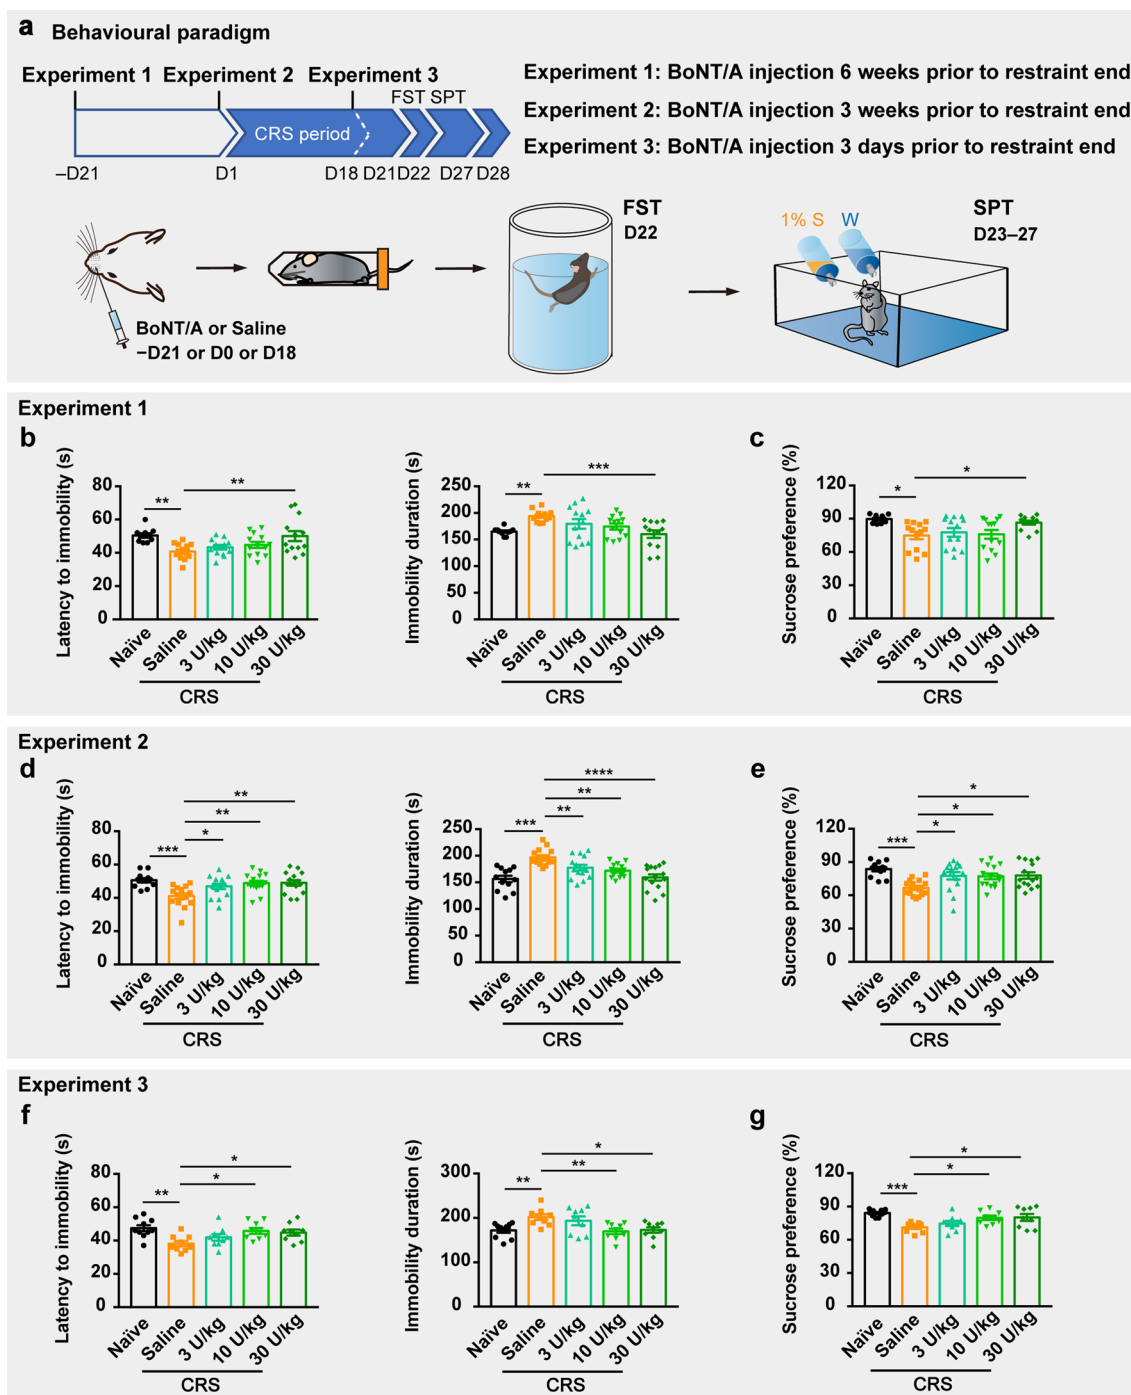 a Behavioural paradigm
Experiment 1 Experiment 2 Experiment 3
FST SPT
CRS period
–D21 D1 D18 D21 D22 D27 D28
Experiment 1: BoNT/A injection 6 weeks prior to restraint end
Experiment 2: BoNT/A injection 3 weeks prior to restraint end
Experiment 3: BoNT/A injection 3 days prior to restraint end
BoNT/A or Saline
–D21 or D0 or D18
FST
D22
1% S W
SPT
D23–27
Experiment 1
b
Latency to immobility (s)
80
60
40
20
0
** **
Naïve Saline 3 U/kg 10 U/kg 30 U/kg
CRS
Immobility duration (s)
250
200
150
100
50
0
** ***
Naïve Saline 3 U/kg 10 U/kg 30 U/kg
CRS
c
Sucrose preference (%)
120
90
60
30
0
* *
Naïve Saline 3 U/kg 10 U/kg 30 U/kg
CRS
Experiment 2
d
Latency to immobility (s)
80
60
40
20
0
**
**
*
***
Naïve Saline 3 U/kg 10 U/kg 30 U/kg
CRS
Immobility duration (s)
250
200
150
100
50
0
****
**
**
***
Naïve Saline 3 U/kg 10 U/kg 30 U/kg
CRS
e
Sucrose preference (%)
120
90
60
30
0
*
*
*
***
Naïve Saline 3 U/kg 10 U/kg 30 U/kg
CRS
Experiment 3
f
Latency to immobility (s)
80
60
40
20
0
*
*
**
Naïve Saline 3 U/kg 10 U/kg 30 U/kg
CRS
Immobility duration (s)
300
200
100
0
*
**
**
Naïve Saline 3 U/kg 10 U/kg 30 U/kg
CRS
g
Sucrose preference (%)
120
90
60
30
0
*
*
***
Naïve Saline 3 U/kg 10 U/kg 30 U/kg
CRS